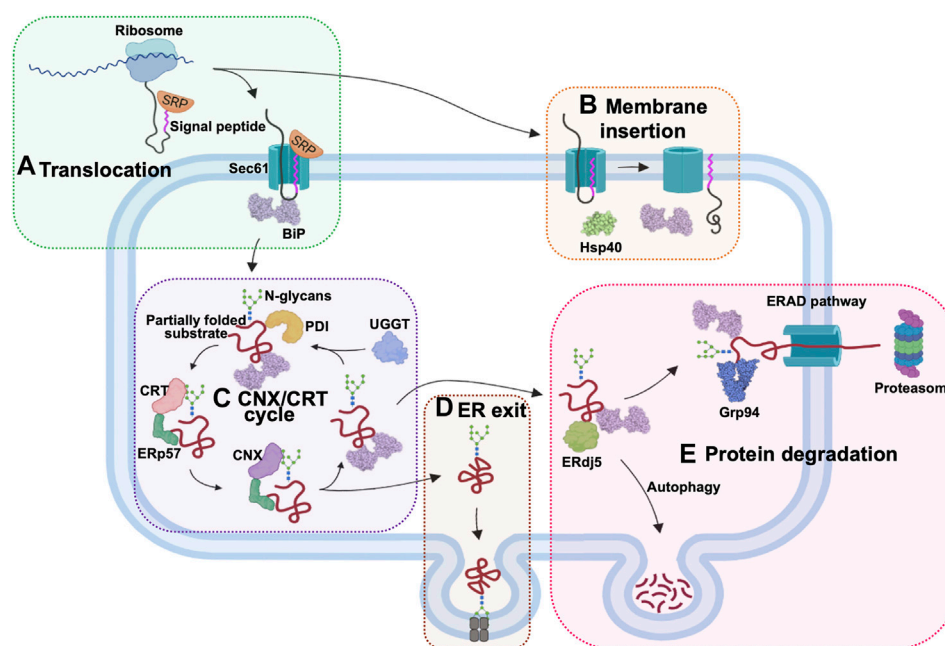 Ribosome
SRP
Signal peptide
SRP
A Translocation
Sec61
BiP
B Membrane
insertion
Hsp40
N-glycans
Partially folded
substrate
PDI
UGGT
CRT
C CNX/CRT
cycle
ERp57
CNX
D ER exit
ERAD pathway
Proteasom
Grp94
ERdj5
E Protein degradation
Autophagy